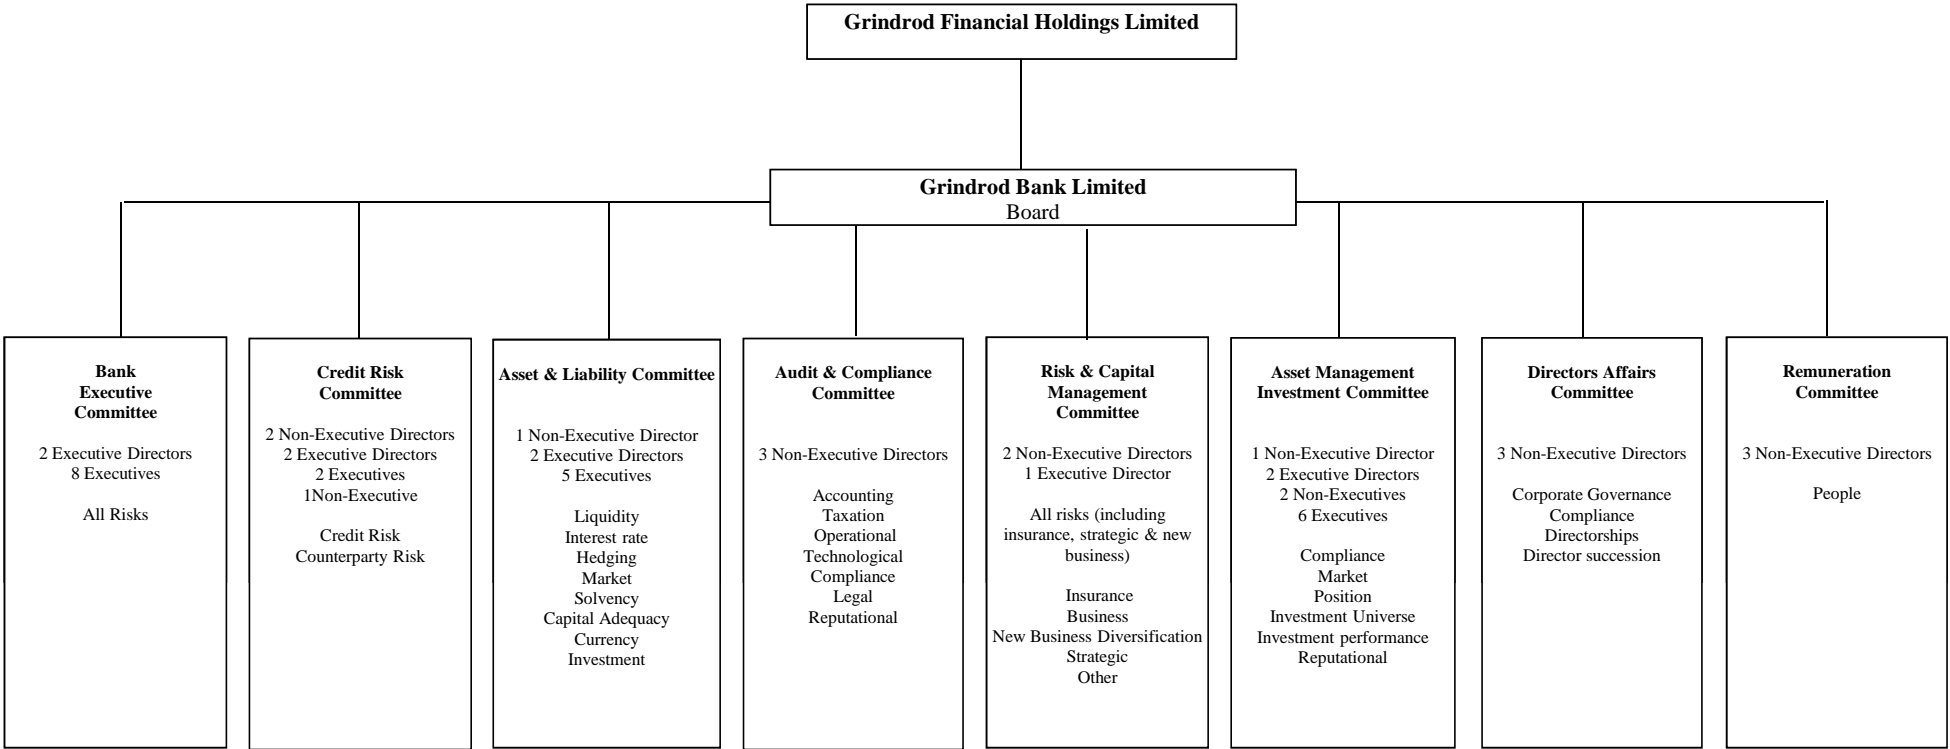 Grindrod Financial Holdings Limited
Grindrod Bank Limited
Board
Bank
Executive
Committee
2 Executive Directors
8 Executives
All Risks
Credit Risk
Committee
2 Non-Executive Directors
2 Executive Directors
2 Executives
1Non-Executive
Credit Risk
Counterparty Risk
Asset & Liability Committee
1 Non-Executive Director
2 Executive Directors
5 Executives
Liquidity
Interest rate
Hedging
Market
Solvency
Capital Adequacy
Currency
Investment
Audit & Compliance
Committee
3 Non-Executive Directors
Accounting
Taxation
Operational
Technological
Compliance
Legal
Reputational
Risk & Capital
Management
Committee
2 Non-Executive Directors
1 Executive Director
All risks (including
insurance, strategic & new
business)
Insurance
Business
New Business Diversification
Strategic
Other
Asset Management
Investment Committee
1 Non-Executive Director
2 Executive Directors
2 Non-Executives
6 Executives
Compliance
Market
Position
Investment Universe
Investment performance
Reputational
Directors Affairs
Committee
3 Non-Executive Directors
Corporate Governance
Compliance
Directorships
Director succession
Remuneration
Committee
3 Non-Executive Directors
People